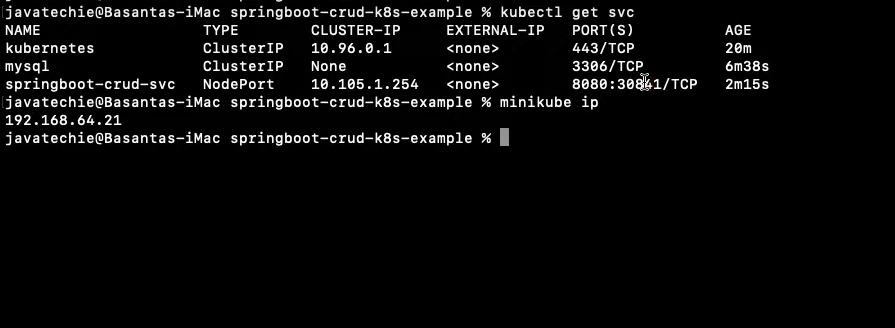 javatechie@Basantas-iMac springboot-crud-k8s-example % kubectl get svc
NAME TYPE CLUSTER-IP EXTERNAL-IP PORT(S) AGE
kubernetes ClusterIP 10.96.0.1 <none> 443/TCP 20m
mysql ClusterIP None <none> 3306/TCP 6m38s
springboot-crud-svc NodePort 10.105.1.254 <none> 8080:30841/TCP 2m15s
javatechie@Basantas-iMac springboot-crud-k8s-example % minikube ip
192.168.64.21
javatechie@Basantas-iMac springboot-crud-k8s-example %